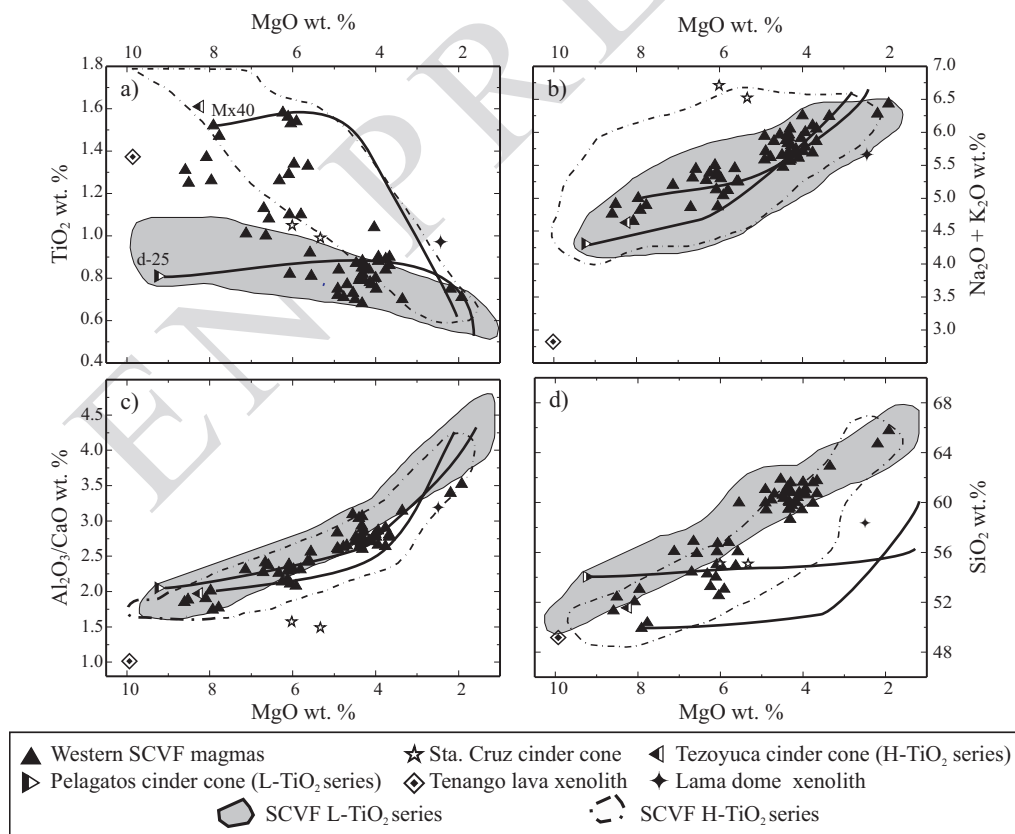 MgO wt. %
MgO wt. %
10 8 6 4 2
10 8 6 4 2
a)
TiO2 wt. %
1.8
1.6
1.4
1.2
1.0
0.8
0.6
0.4
Mx40
d-25
b)
Na2O + K2O wt.%
7.0
6.5
6.0
5.5
5.0
4.5
4.0
3.5
3.0
c)
Al2O3/CaO wt. %
4.5
4.0
3.5
3.0
2.5
2.0
1.5
1.0
d)
SiO2 wt.%
68
64
60
56
52
48
10 8 6 4 2
10 8 6 4 2
MgO wt. %
MgO wt. %
EN PRE
Western SCVF magmas
Sta. Cruz cinder cone
Tezoyuca cinder cone (H-TiO2 series)
Pelagatos cinder cone (L-TiO2 series)
Tenango lava xenolith
Lama dome xenolith
SCVF L-TiO2 series
SCVF H-TiO2 series